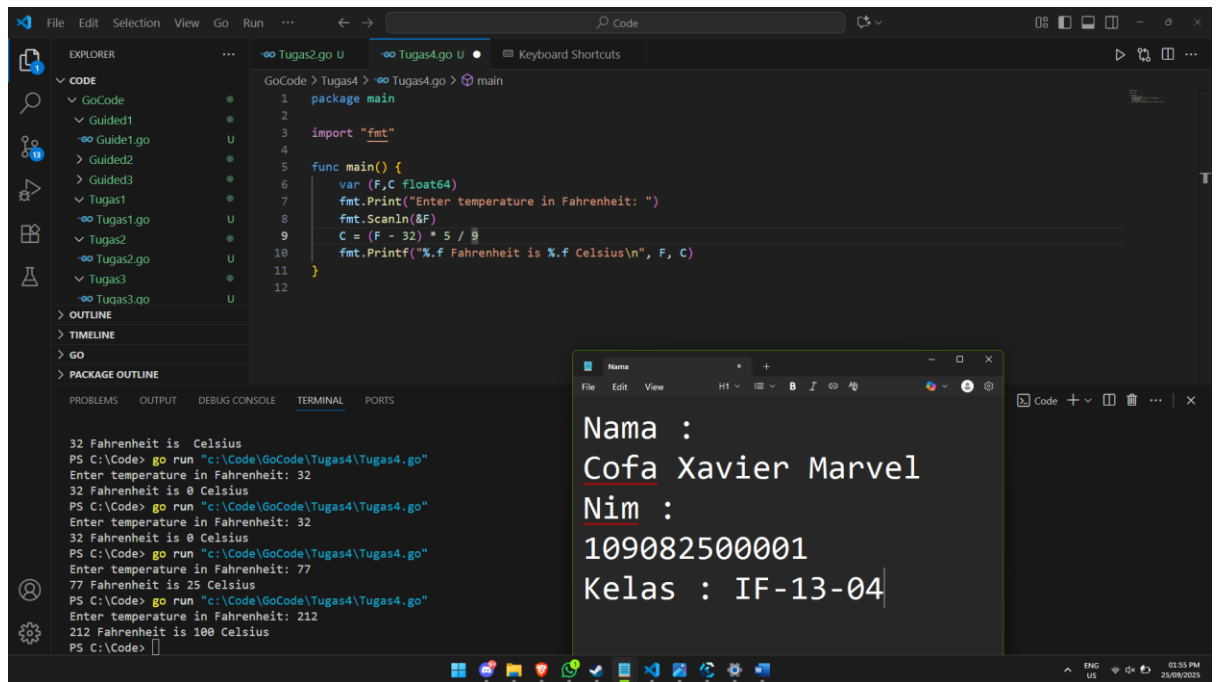 File Edit Selection View Go Run ··· Code
EXPLORER ···
CODE
GoCode
Guided1
Guide1.go U
Guided2
Guided3
Tugas1
Tugas1.go U
Tugas2
Tugas2.go U
Tugas3
Tugas3.go U
OUTLINE
TIMELINE
GO
PACKAGE OUTLINE
1
13
Tugas2.go U Tugas4.go U Keyboard Shortcuts
GoCode > Tugas4 > Tugas4.go > main
1 package main
2
3 import "fmt"
4
5 func main() {
6 var (F,C float64)
7 fmt.Print("Enter temperature in Fahrenheit: ")
8 fmt.Scanln(&F)
9 C = (F - 32) * 5 / 9
10 fmt.Printf("%.f Fahrenheit is %.f Celsius\n", F, C)
11 }
12
PROBLEMS OUTPUT DEBUG CONSOLE TERMINAL PORTS
Code
32 Fahrenheit is  Celsius
PS C:\Code> go run "c:\Code\GoCode\Tugas4\Tugas4.go"
Enter temperature in Fahrenheit: 32
32 Fahrenheit is 0 Celsius
PS C:\Code> go run "c:\Code\GoCode\Tugas4\Tugas4.go"
Enter temperature in Fahrenheit: 32
32 Fahrenheit is 0 Celsius
PS C:\Code> go run "c:\Code\GoCode\Tugas4\Tugas4.go"
Enter temperature in Fahrenheit: 77
77 Fahrenheit is 25 Celsius
PS C:\Code> go run "c:\Code\GoCode\Tugas4\Tugas4.go"
Enter temperature in Fahrenheit: 212
212 Fahrenheit is 100 Celsius
PS C:\Code>
Nama
File Edit View H1 B I
Nama :
Cofa Xavier Marvel
Nim :
109082500001
Kelas : IF-13-04
ENG
US
01:55 PM
25/09/2025